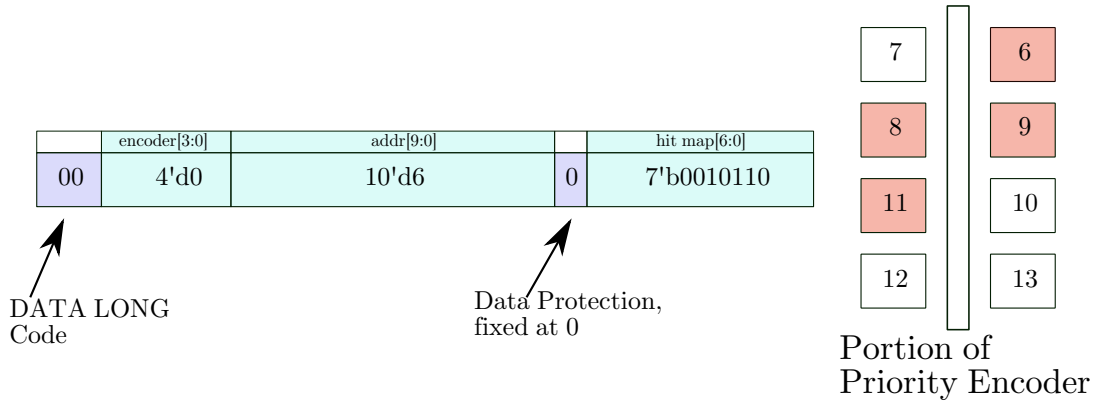 encoder[3:0] addr[9:0] hit map[6:0]
00 4'd0 10'd6 0 7'b0010110
DATA LONG
Code
Data Protection,
fixed at 0
7 6
8 9
11 10
12 13
Portion of
Priority Encoder